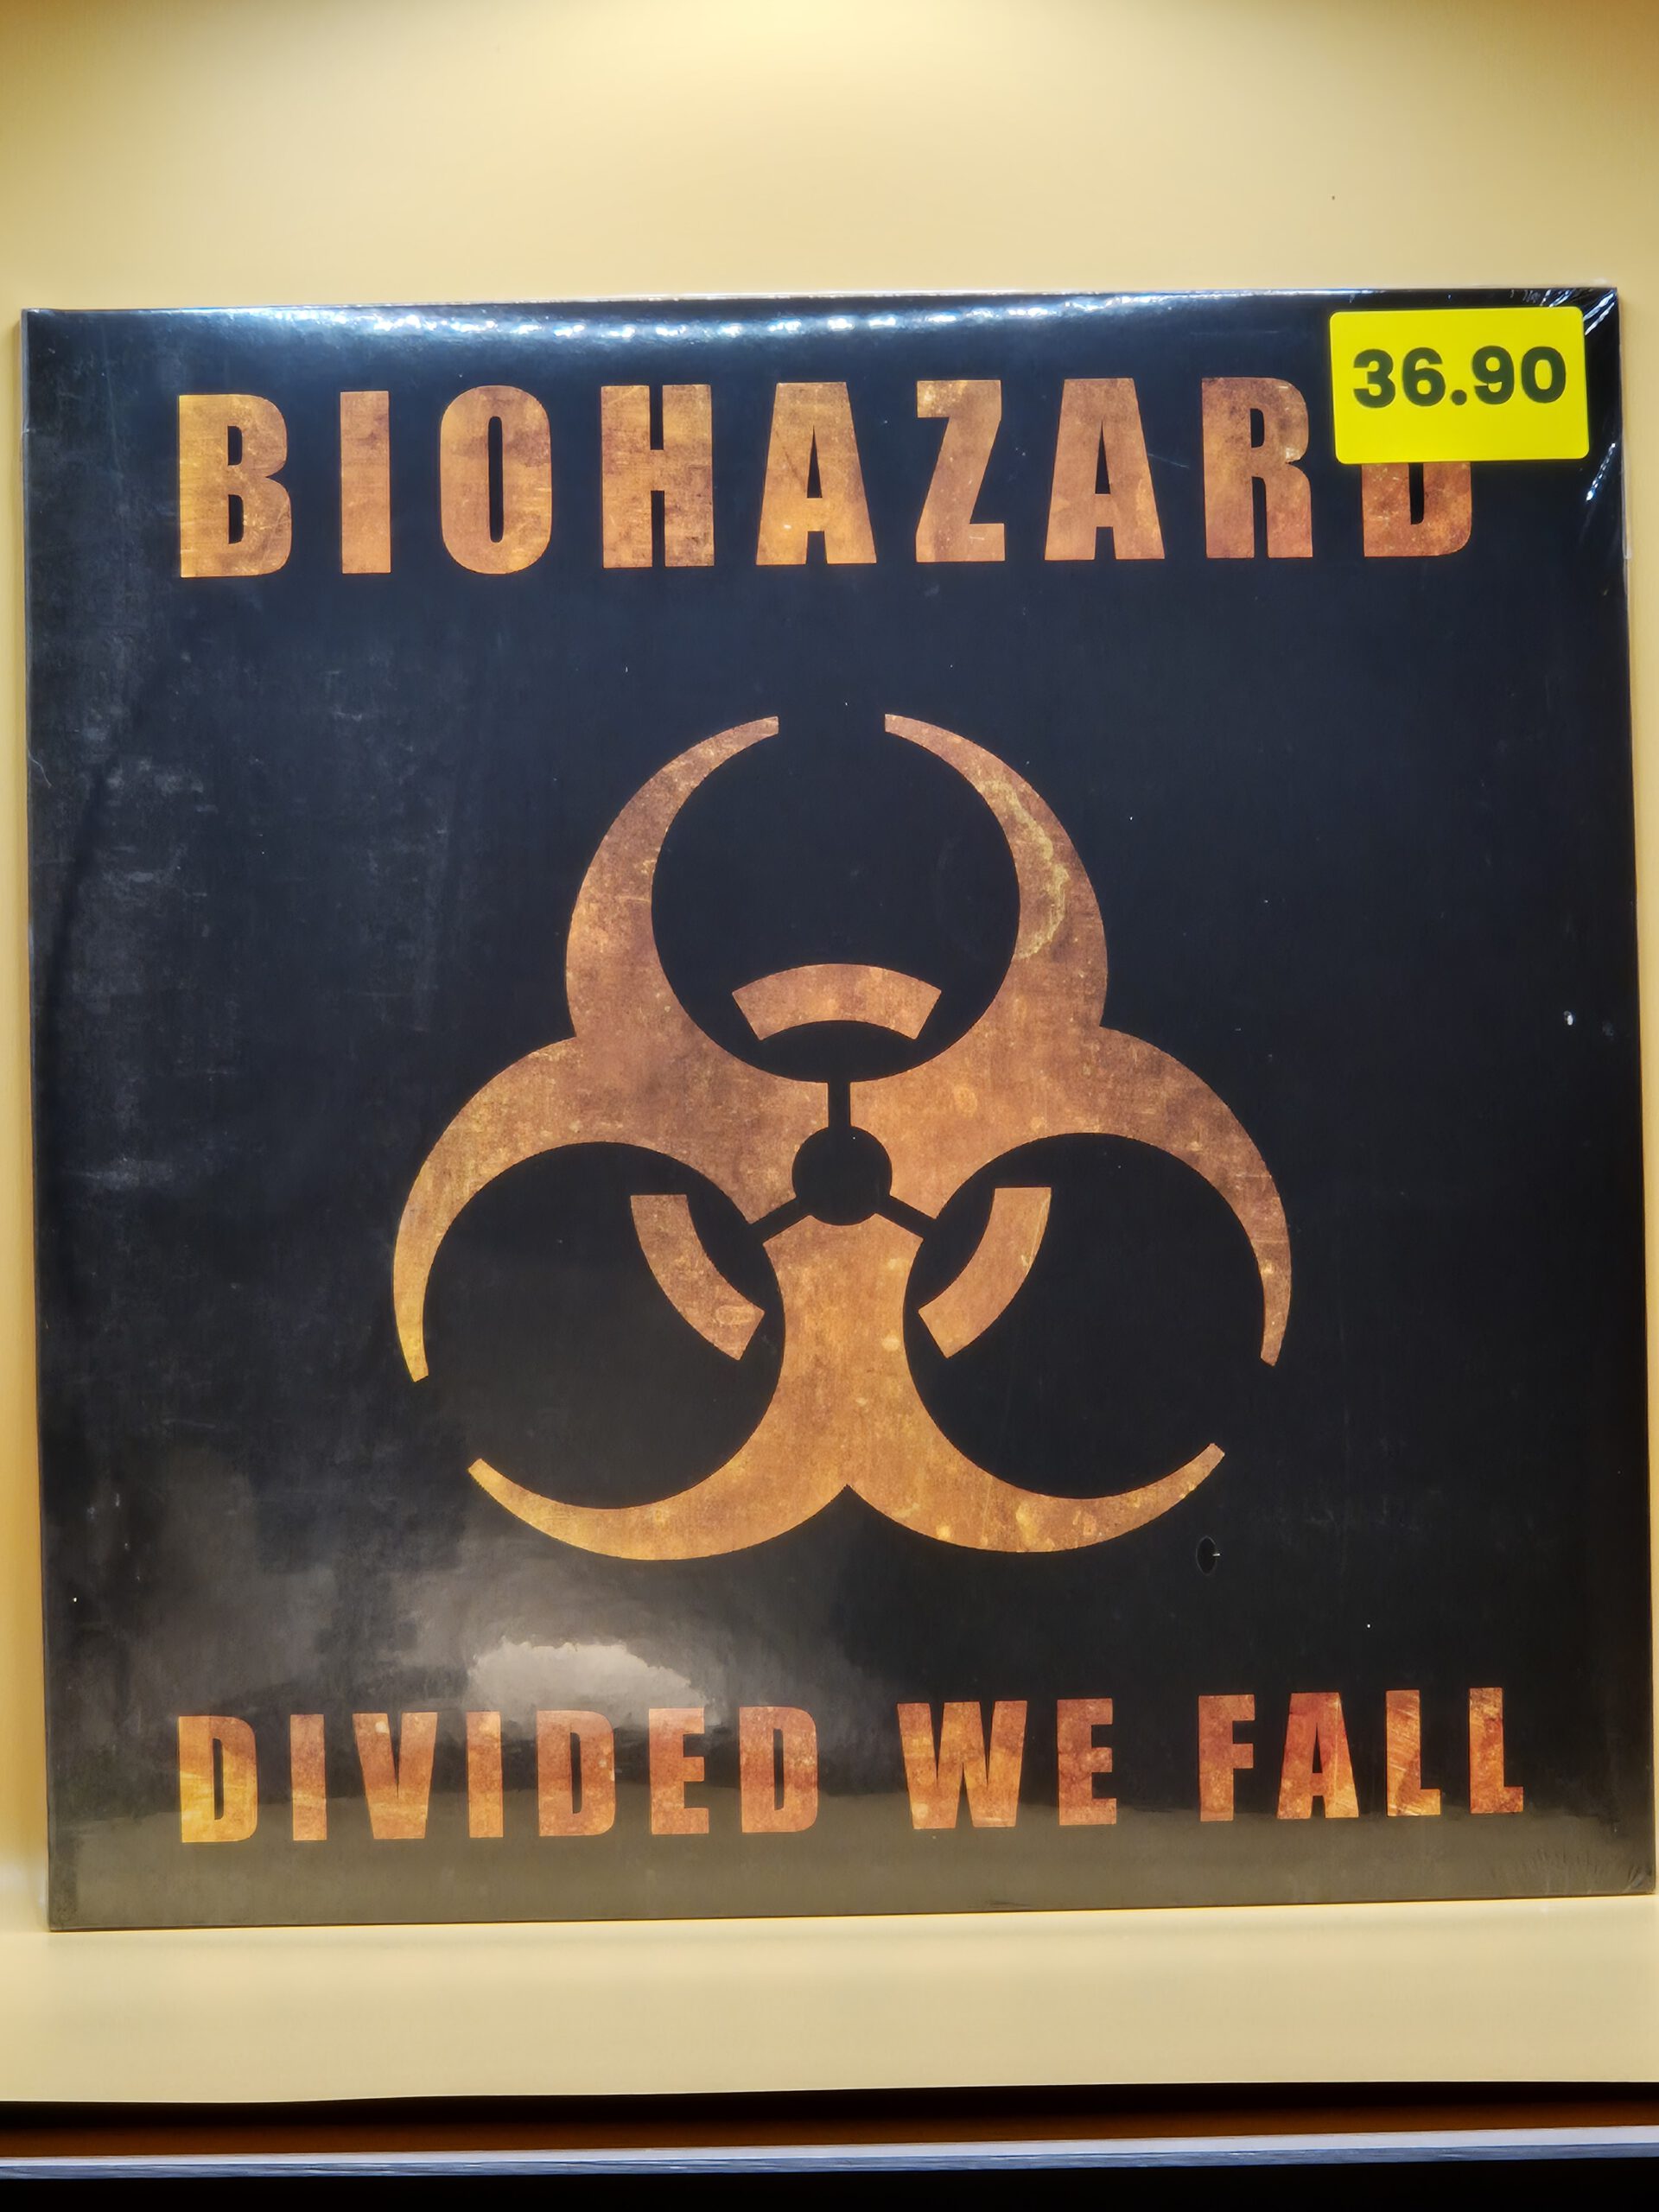 36.90
BIOHAZARD
DIVIDED WE FALL